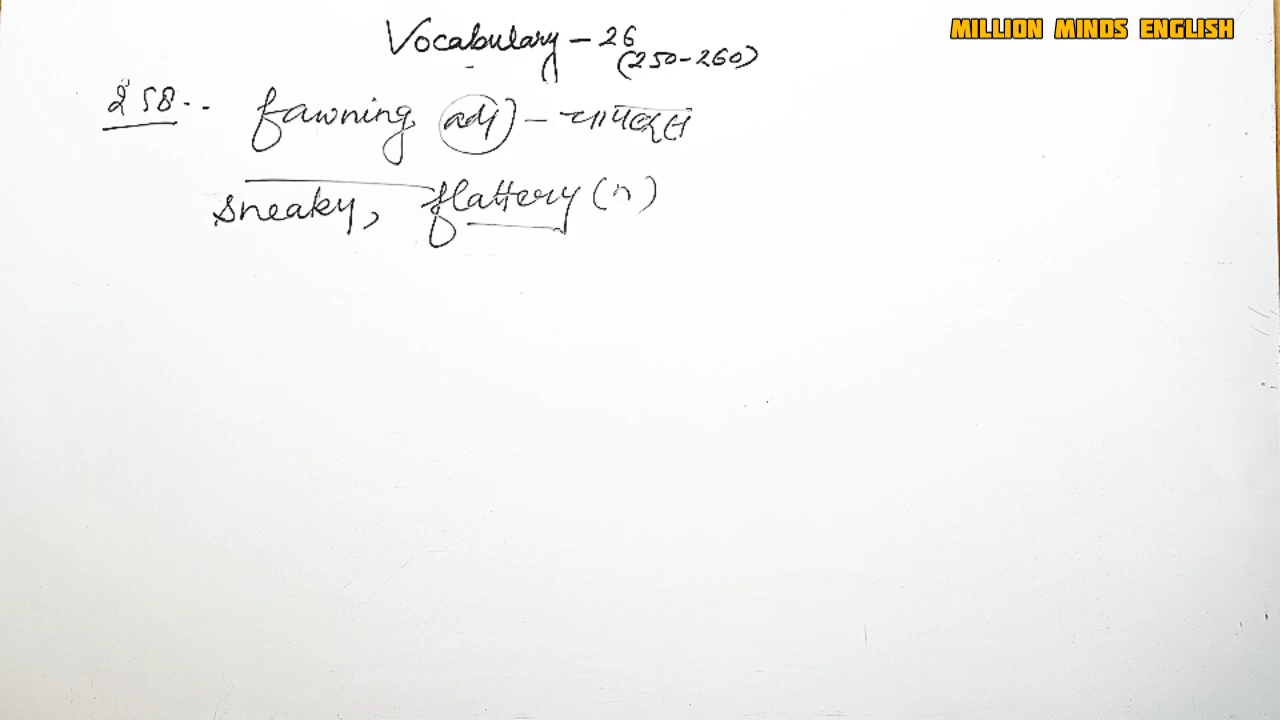 MILLION MINDS ENGLISH
Vocabulary - 26
(250-260)
258.. fawning (adj) - चापलूस
sneaky, flattery (n)